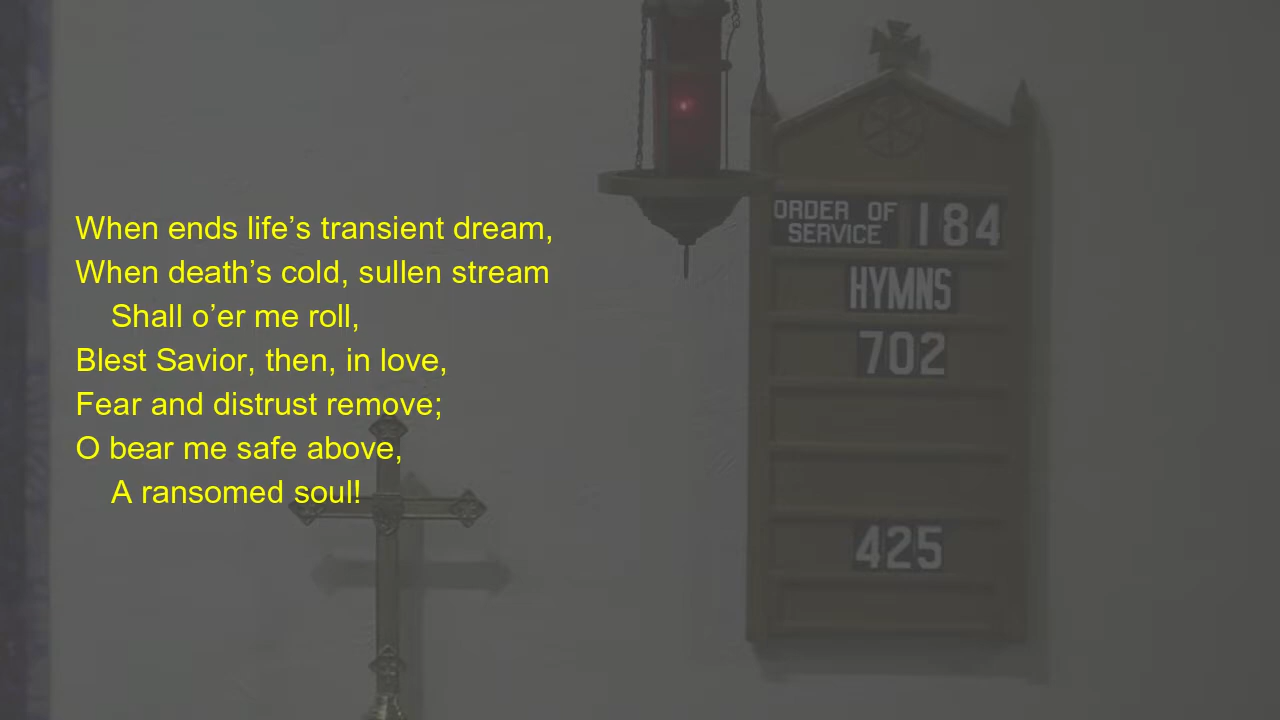 When ends life’s transient dream,
When death’s cold, sullen stream
Shall o’er me roll,
Blest Savior, then, in love,
Fear and distrust remove;
O bear me safe above,
A ransomed soul!
ORDER OF
SERVICE 184
HYMNS
702
425